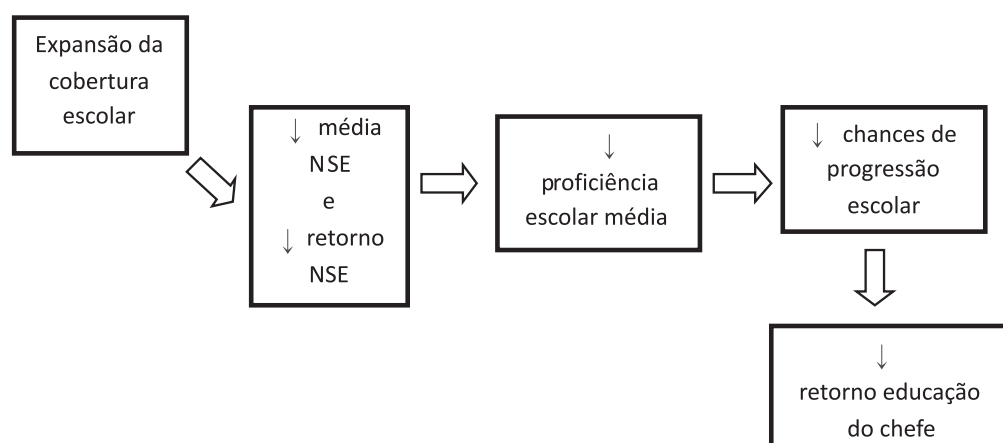 Expansão da
cobertura
escolar
↓ média
NSE
e
↓ retorno
NSE
↓
proficiência
escolar média
↓ chances de
progressão
escolar
↓
retorno educação
do chefe